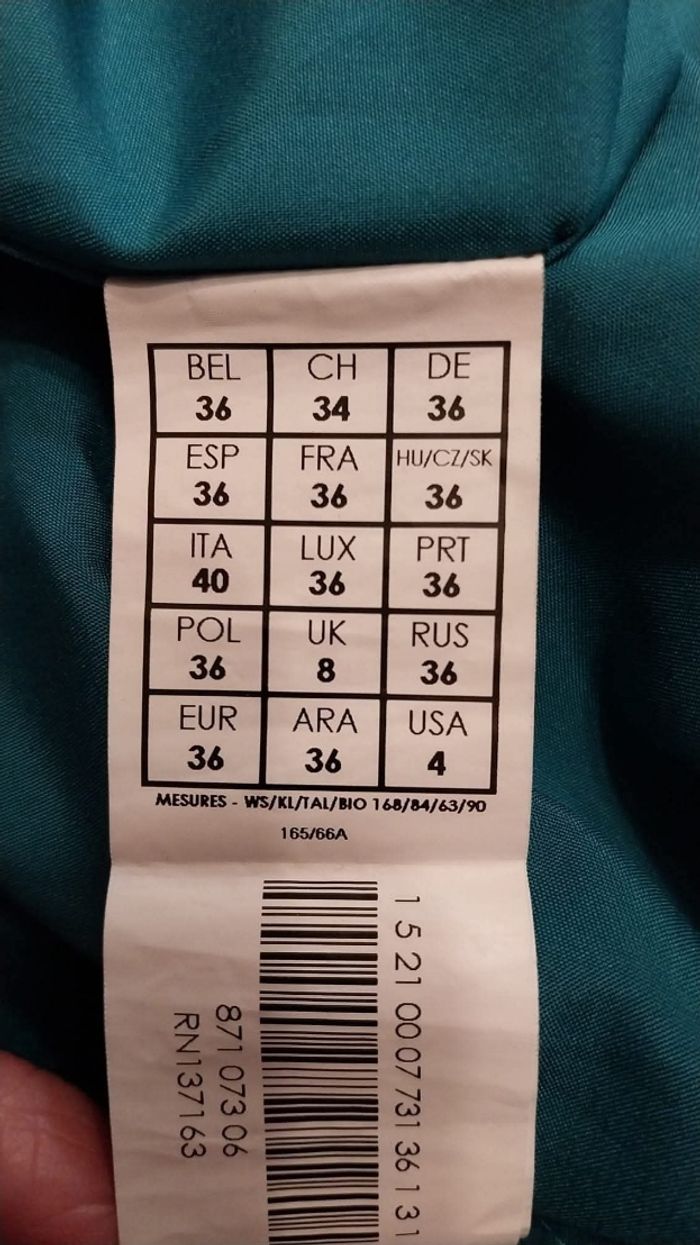 BEL CH DE
36 34 36
ESP FRA HU/CZ/SK
36 36 36
ITA LUX PRT
40 36 36
POL UK RUS
36 8 36
EUR ARA USA
36 36 4
MESURES - WS/KL/TAL/BIO 168/84/63/90
165/66A
1 5 21 00 07 731 36 1 31
871 073 06
RN137163